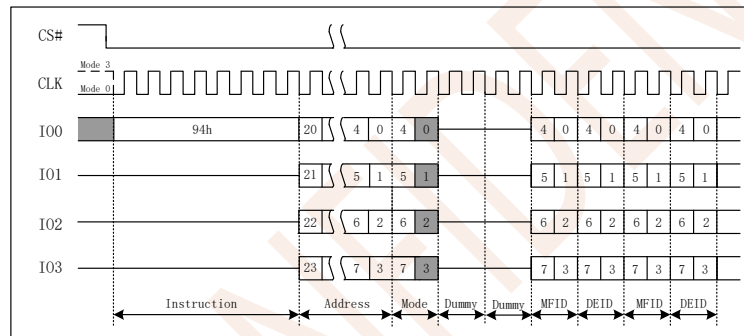 CS#
Mode 3
CLK
Mode 0
IO0 94h 20 4 0 4 0 4 0 4 0 4 0 4 0
IO1 21 5 1 5 1 5 1 5 1 5 1 5 1
IO2 22 6 2 6 2 6 2 6 2 6 2 6 2
IO3 23 7 3 7 3 7 3 7 3 7 3 7 3
Instruction Address Mode Dummy Dummy MFID DEID MFID DEID